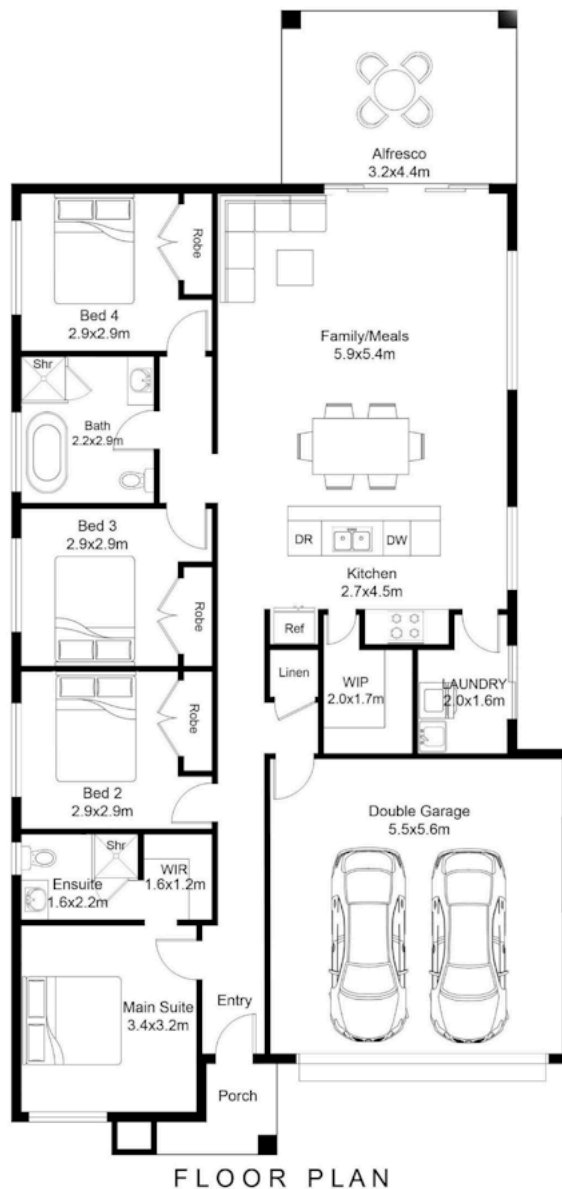 Alfresco
3.2x4.4m
Robe
Bed 4
2.9x2.9m
Family/Meals
5.9x5.4m
Shr
Bath
2.2x2.9m
Bed 3
2.9x2.9m
DR
DW
Kitchen
2.7x4.5m
Robe
Ref
Linen
WIP
2.0x1.7m
LAUNDRY
2.0x1.6m
Robe
Bed 2
2.9x2.9m
Double Garage
5.5x5.6m
Shr
WIR
1.6x1.2m
Ensuite
1.6x2.2m
Main Suite
3.4x3.2m
Entry
Porch
FLOOR PLAN